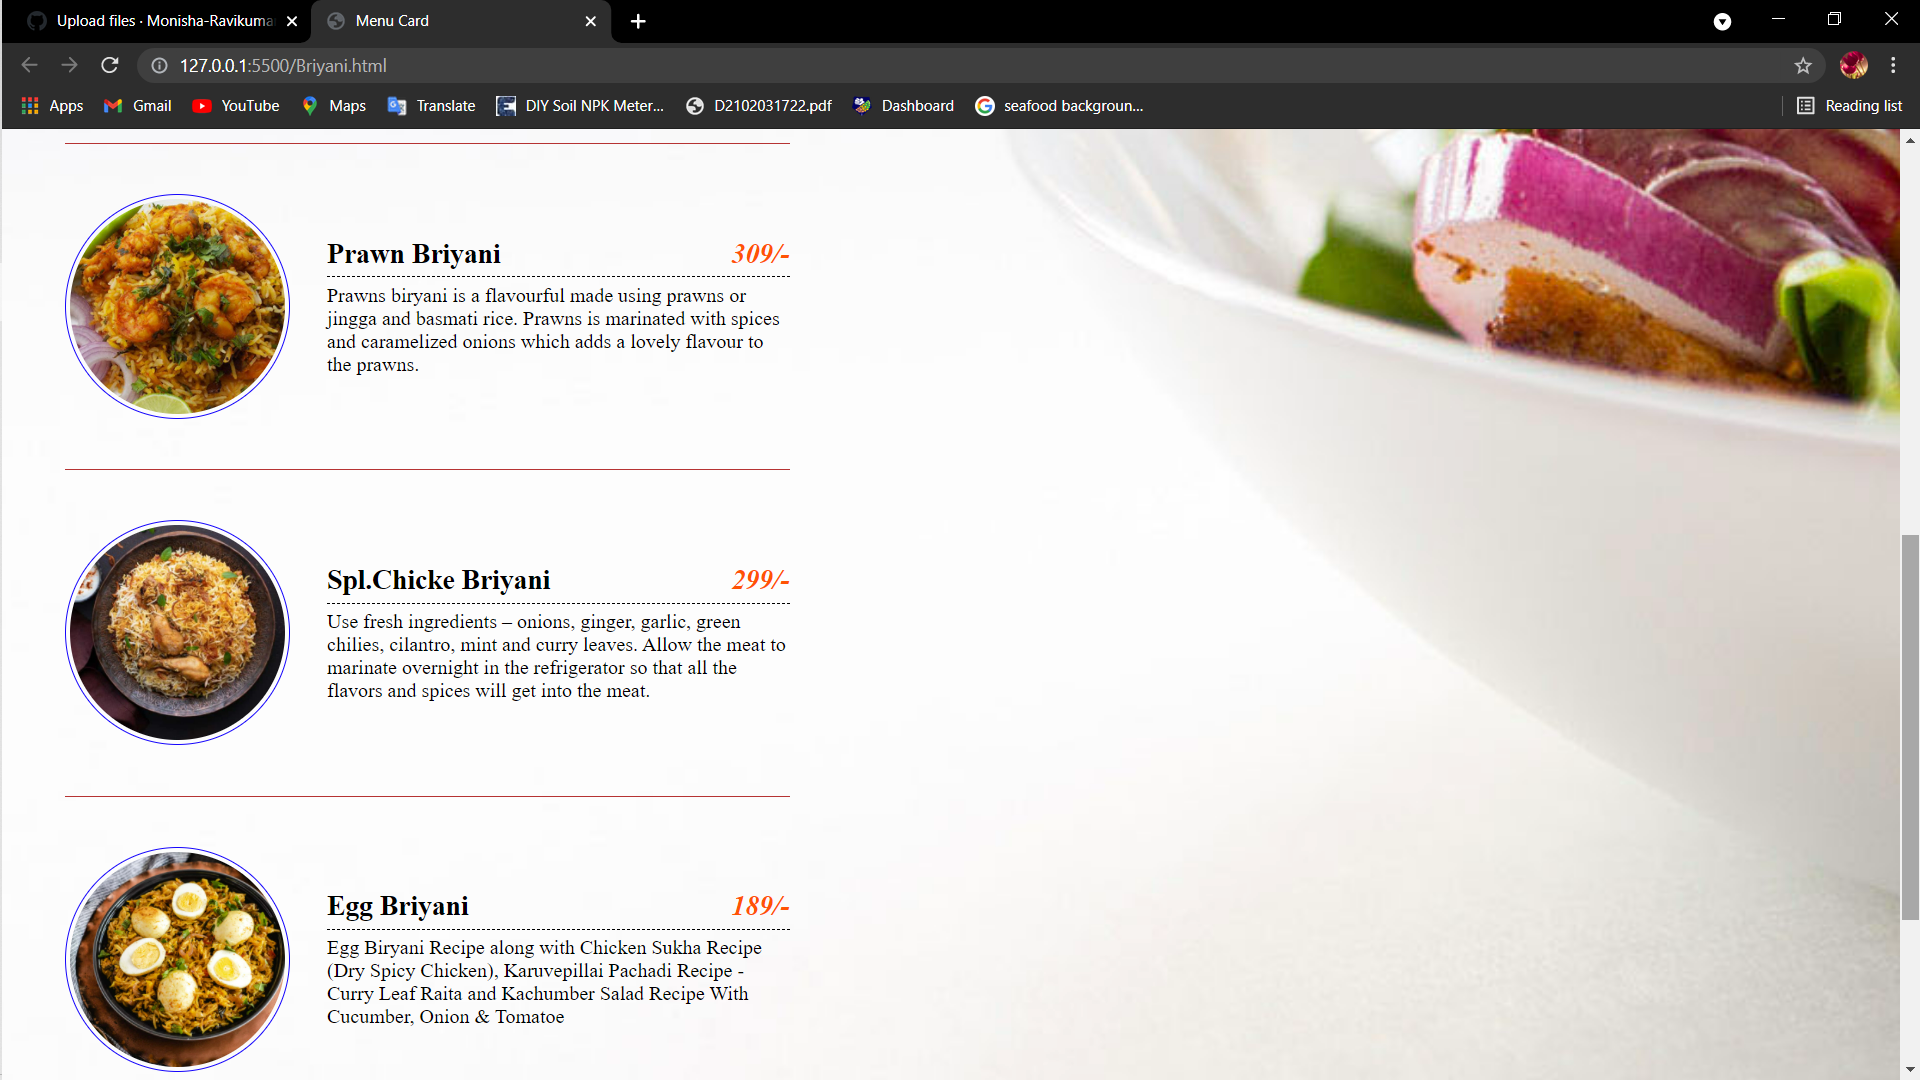 Upload files · Monisha-Ravikuma
Menu Card
127.0.0.1:5500/Briyani.html
Apps
Gmail
YouTube
Maps
Translate
DIY Soil NPK Meter...
D2102031722.pdf
Dashboard
seafood backgroun...
Reading list
Prawn Briyani 309/-
Prawns biryani is a flavourful made using prawns or
jingga and basmati rice. Prawns is marinated with spices
and caramelized onions which adds a lovely flavour to
the prawns.
Spl.Chicke Briyani 299/-
Use fresh ingredients – onions, ginger, garlic, green
chilies, cilantro, mint and curry leaves. Allow the meat to
marinate overnight in the refrigerator so that all the
flavors and spices will get into the meat.
Egg Briyani 189/-
Egg Biryani Recipe along with Chicken Sukha Recipe
(Dry Spicy Chicken), Karuvepillai Pachadi Recipe -
Curry Leaf Raita and Kachumber Salad Recipe With
Cucumber, Onion & Tomatoe